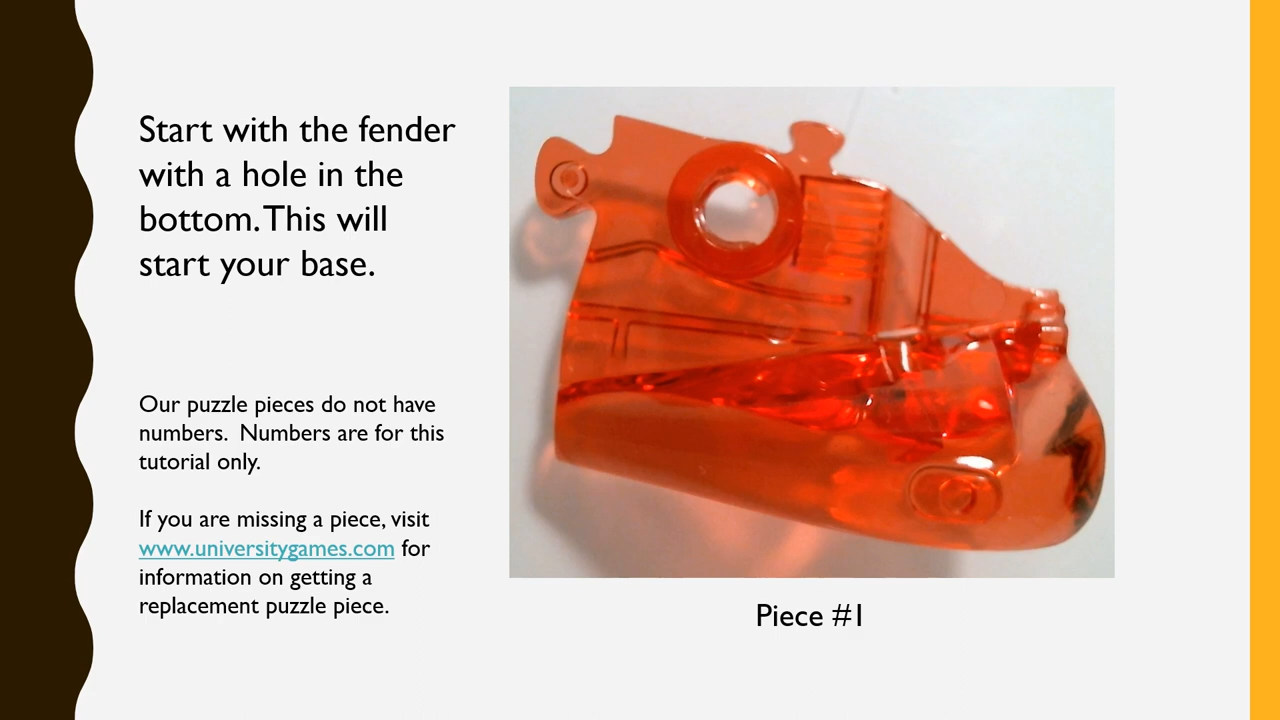 Start with the fender
with a hole in the
bottom. This will
start your base.
Our puzzle pieces do not have
numbers.  Numbers are for this
tutorial only.
If you are missing a piece, visit
www.universitygames.com for
information on getting a
replacement puzzle piece.
Piece #1